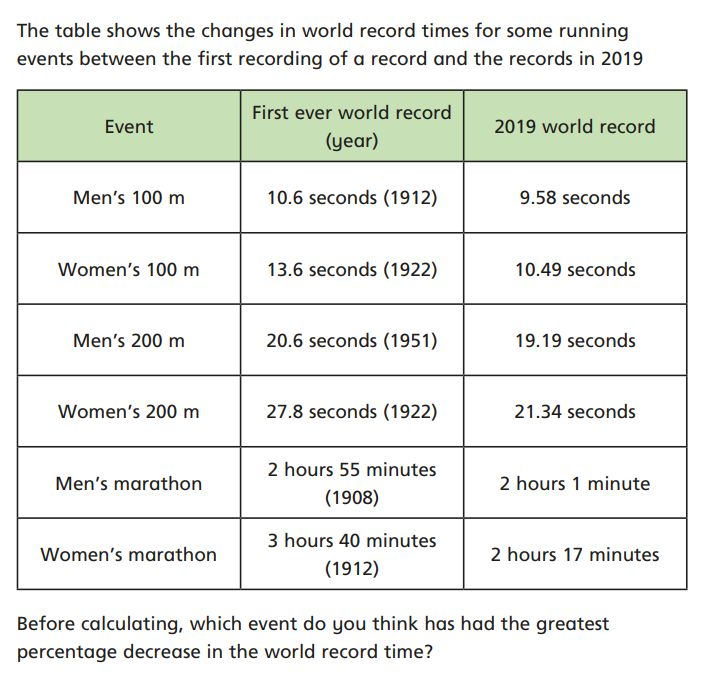 The table shows the changes in world record times for some running
events between the first recording of a record and the records in 2019
Event
First ever world record
(year)
2019 world record
Men's 100 m
10.6 seconds (1912)
9.58 seconds
Women's 100 m
13.6 seconds (1922)
10.49 seconds
Men's 200 m
20.6 seconds (1951)
19.19 seconds
Women's 200 m
27.8 seconds (1922)
21.34 seconds
Men's marathon
2 hours 55 minutes
(1908)
2 hours 1 minute
Women's marathon
3 hours 40 minutes
(1912)
2 hours 17 minutes
Before calculating, which event do you think has had the greatest
percentage decrease in the world record time?